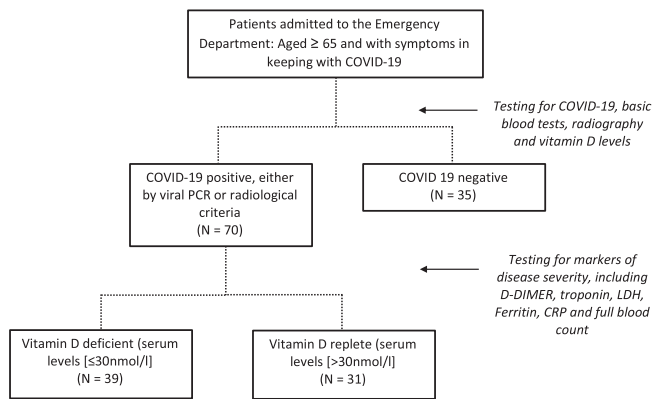 Patients admitted to the Emergency
Department: Aged ≥ 65 and with symptoms in
keeping with COVID-19
Testing for COVID-19, basic
blood tests, radiography
and vitamin D levels
COVID-19 positive, either
by viral PCR or radiological
criteria
(N = 70)
COVID 19 negative
(N = 35)
Testing for markers of
disease severity, including
D-DIMER, troponin, LDH,
Ferritin, CRP and full blood
count
Vitamin D deficient (serum
levels [≤30nmol/l]
(N = 39)
Vitamin D replete (serum
levels [>30nmol/l]
(N = 31)